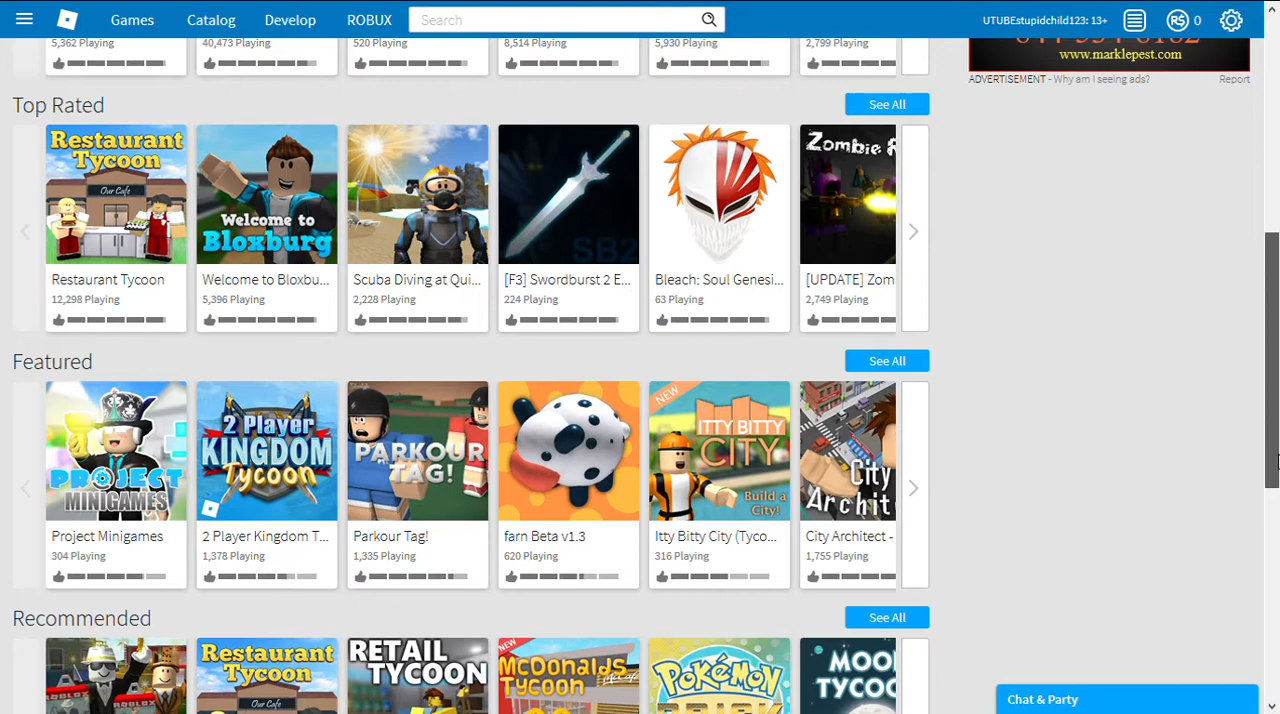 Games
Catalog
Develop
ROBUX
Search
UTUBEstupidchild123: 13+
R$ 0
www.marklepest.com
ADVERTISEMENT - Why am I seeing ads?
Report
5,362 Playing
40,473 Playing
520 Playing
8,514 Playing
5,930 Playing
2,799 Playing
Top Rated
See All
Restaurant
Tycoon
Our Cafe
Welcome to
Bloxburg
SB2
Zombie R
Restaurant Tycoon
Welcome to Bloxbu...
Scuba Diving at Qui...
[F3] Swordburst 2 E...
Bleach: Soul Genesi...
[UPDATE] Zom
12,298 Playing
5,396 Playing
2,228 Playing
224 Playing
63 Playing
2,749 Playing
Featured
See All
PROJECT
MINIGAMES
2 Player
KINGDOM
Tycoon
PARKOUR
TAG!
NEW
ITTY BITTY
CITY
Build a
City!
City
Archit
Project Minigames
2 Player Kingdom T...
Parkour Tag!
farn Beta v1.3
Itty Bitty City (Tyco...
City Architect -
304 Playing
1,378 Playing
1,335 Playing
620 Playing
316 Playing
1,755 Playing
Recommended
See All
ROBLOX
Restaurant
Tycoon
Our Cafe
RETAIL
TYCOON
NEW
McDonalds
Tycoon
POKÉMON
BRICK
MOON
TYCOO
Chat & Party